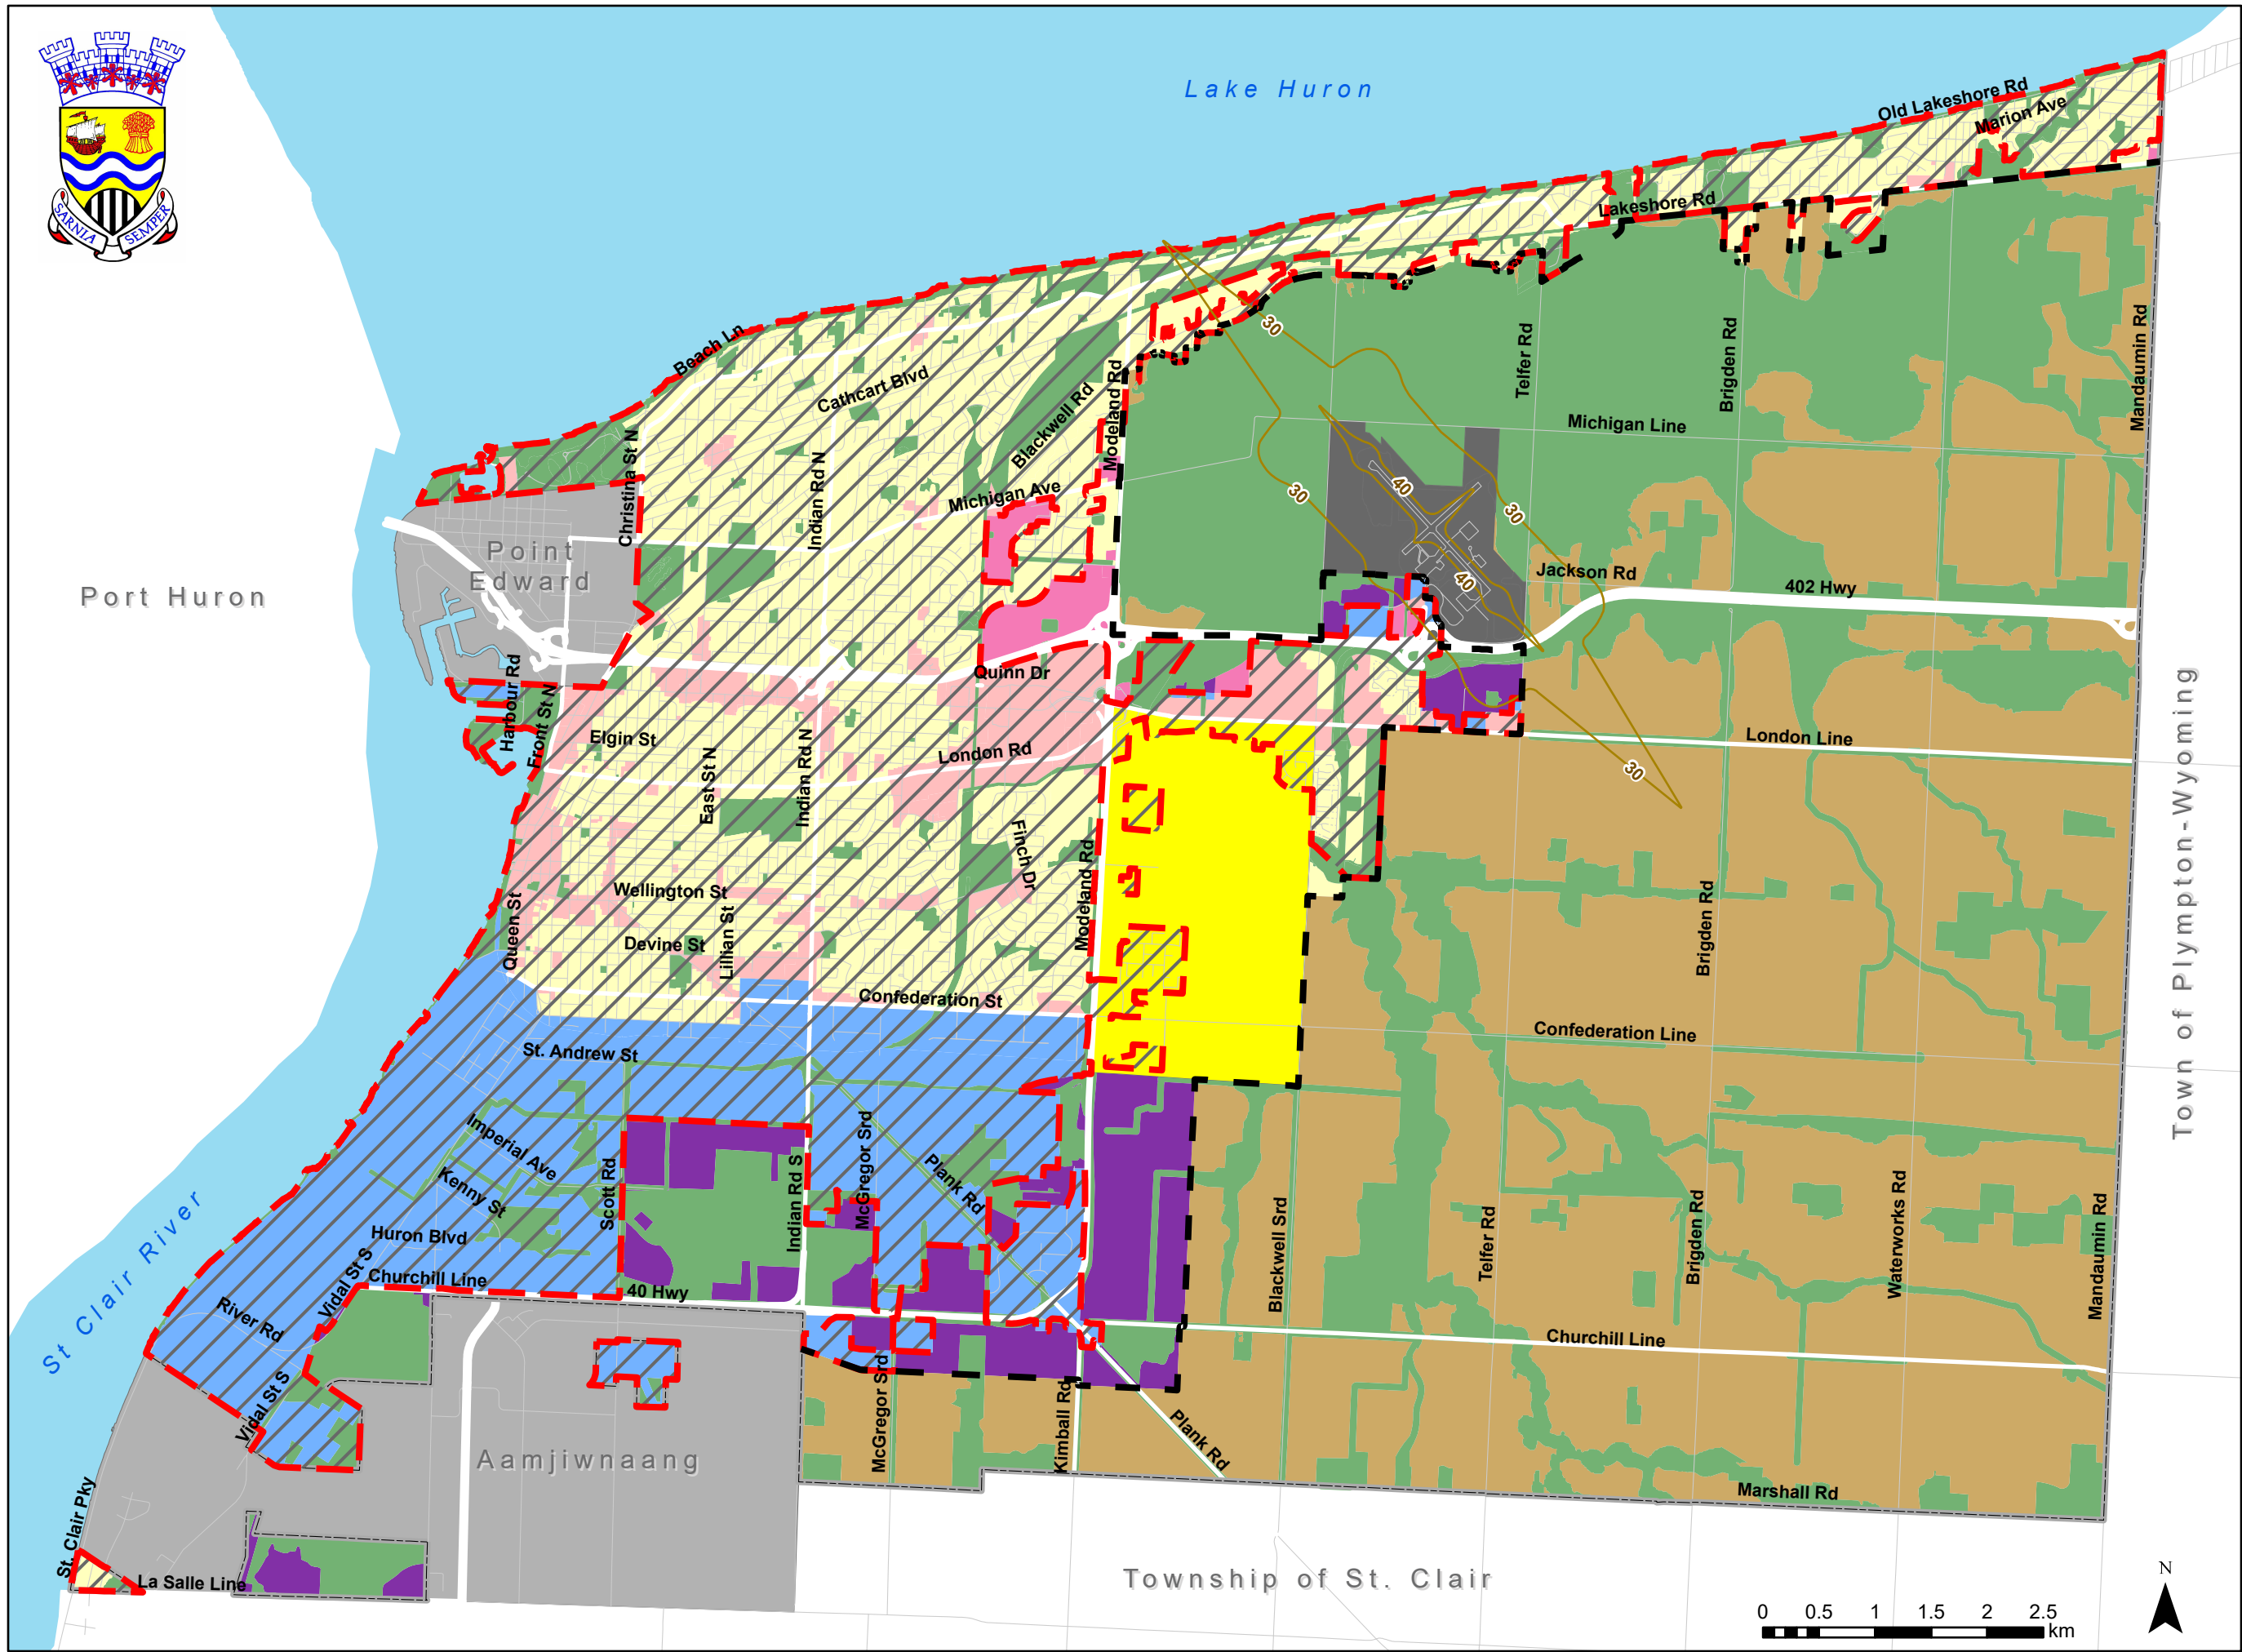 Lake Huron
Old Lakeshore Rd
Marion Ave
Lakeshore Rd
SARNIA SEMPER
Beach Ln
Cathcart Blvd
Blackwell Rd
Modeland Rd
Telfer Rd
Brigden Rd
Mandaumin Rd
30
Michigan Line
Christina St N
Indian Rd N
Michigan Ave
30
40
30
Point
Edward
Port Huron
40
Jackson Rd
402 Hwy
Harbour Rd
Front St N
Quinn Dr
Elgin St
East St N
Indian Rd N
London Rd
London Line
30
Town of Plympton-Wyoming
Finch Dr
Modeland Rd
Wellington St
Queen St
Devine St
Lillian St
Brigden Rd
Confederation St
Confederation Line
St. Andrew St
Imperial Ave
Kenny St
Scott Rd
Indian Rd S
McGregor Srd
Plank Rd
Huron Blvd
Vidal St S
Churchill Line
40 Hwy
Blackwell Srd
Telfer Rd
Brigden Rd
Waterworks Rd
Mandaumin Rd
St Clair River
River Rd
Churchill Line
Vidal St S
McGregor Srd
Kimball Rd
Plank Rd
Aamjiwnaang
Marshall Rd
St. Clair Pky
La Salle Line
Township of St. Clair
N
0 0.5 1 1.5 2 2.5
km